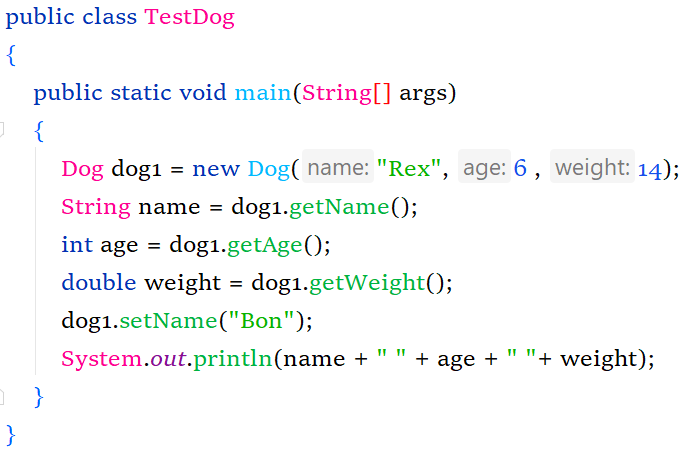 public class TestDog
{
public static void main(String[] args)
{
Dog dog1 = new Dog( name: "Rex", age: 6 , weight: 14);
String name = dog1.getName();
int age = dog1.getAge();
double weight = dog1.getWeight();
dog1.setName("Bon");
System.out.println(name + " " + age + " "+ weight);
}
}